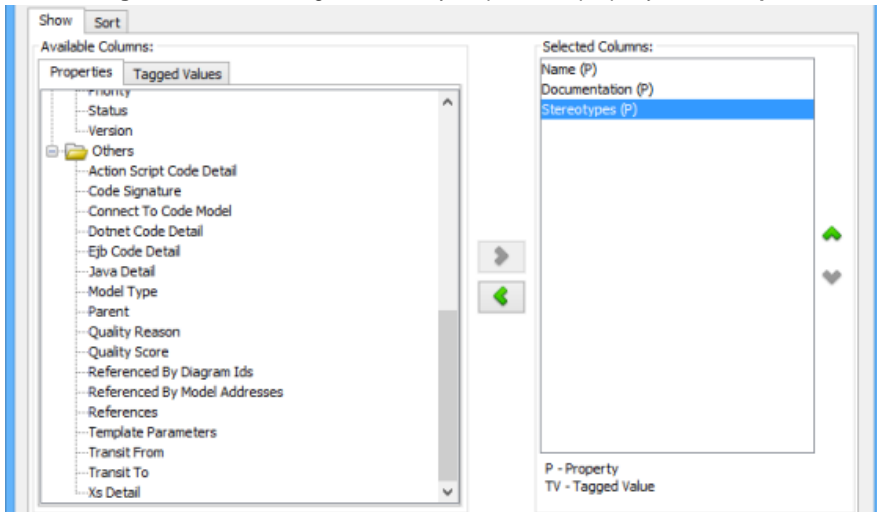 Show Sort
Available Columns:
Properties Tagged Values
Priority
Status
Version
Others
Action Script Code Detail
Code Signature
Connect To Code Model
Dotnet Code Detail
Ejb Code Detail
Java Detail
Model Type
Parent
Quality Reason
Quality Score
Referenced By Diagram Ids
Referenced By Model Addresses
References
Template Parameters
Transit From
Transit To
Xs Detail
Selected Columns:
Name (P)
Documentation (P)
Stereotypes (P)
P - Property
TV - Tagged Value